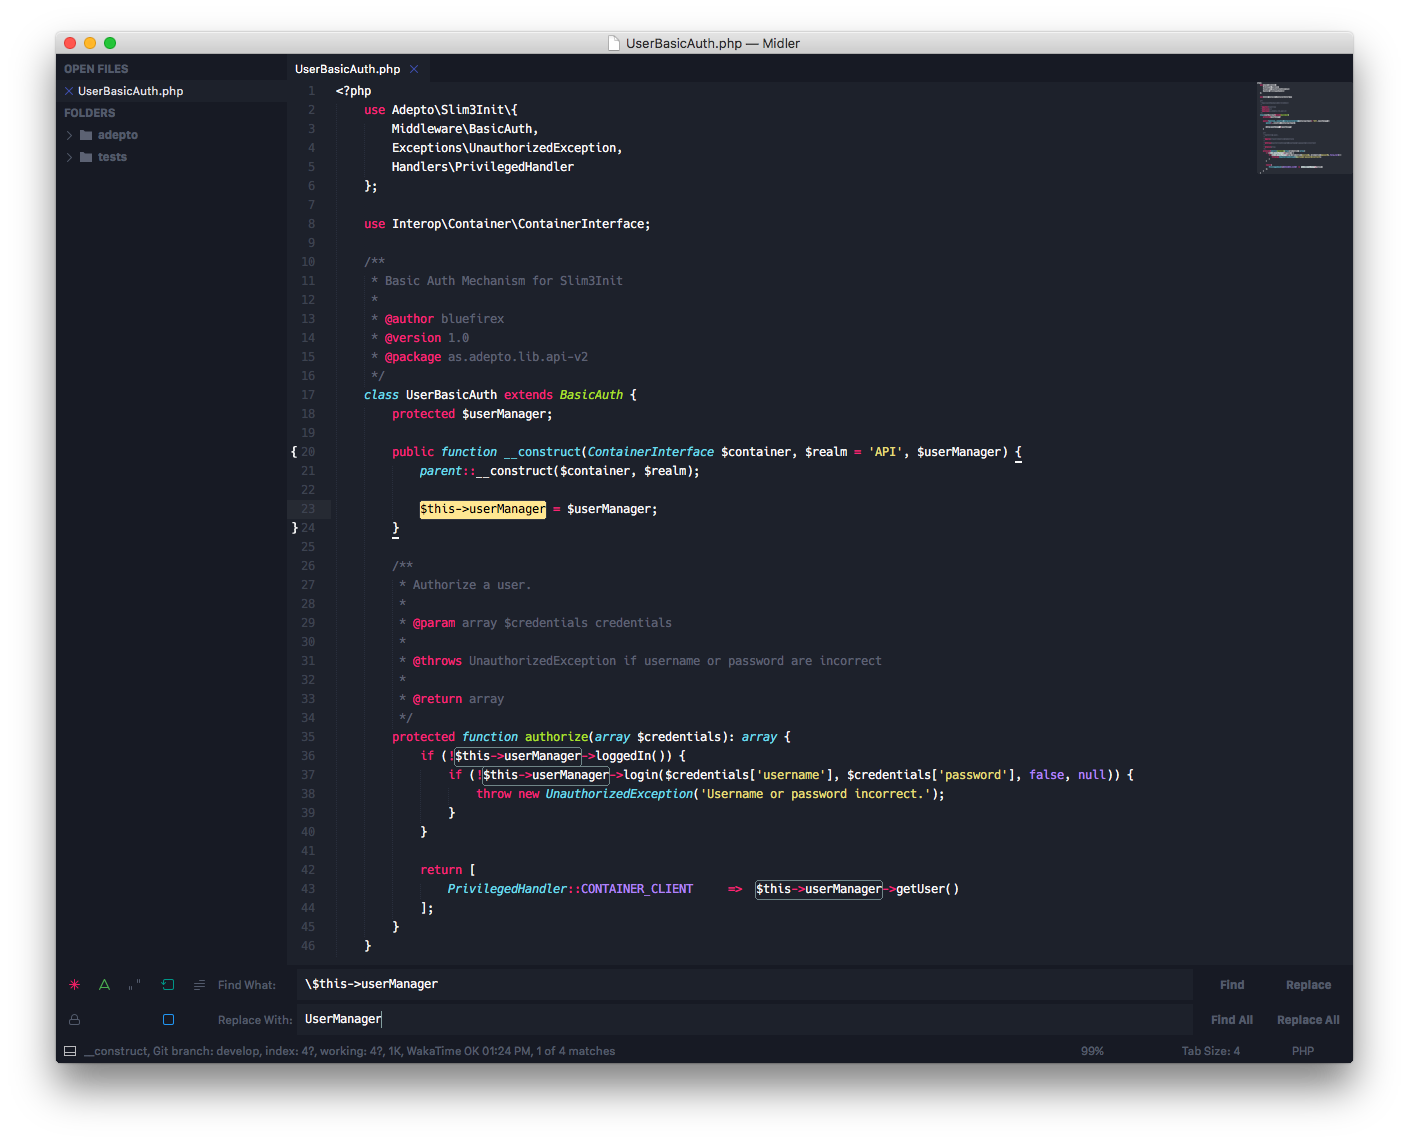 UserBasicAuth.php — Midler
OPEN FILES
UserBasicAuth.php
FOLDERS
adepto
tests
UserBasicAuth.php
1 <?php
2 use Adepto\Slim3Init\{
3 Middleware\BasicAuth,
4 Exceptions\UnauthorizedException,
5 Handlers\PrivilegedHandler
6 };
7
8 use Interop\Container\ContainerInterface;
9
10 /**
11 * Basic Auth Mechanism for Slim3Init
12 *
13 * @author bluefirex
14 * @version 1.0
15 * @package as.adepto.lib.api-v2
16 */
17 class UserBasicAuth extends BasicAuth {
18 protected $userManager;
19
{ 20 public function __construct(ContainerInterface $container, $realm = 'API', $userManager) {
21 parent::__construct($container, $realm);
22
23 $this->userManager = $userManager;
} 24 }
25
26 /**
27 * Authorize a user.
28 *
29 * @param array $credentials credentials
30 *
31 * @throws UnauthorizedException if username or password are incorrect
32 *
33 * @return array
34 */
35 protected function authorize(array $credentials): array {
36 if (!$this->userManager->loggedIn()) {
37 if (!$this->userManager->login($credentials['username'], $credentials['password'], false, null)) {
38 throw new UnauthorizedException('Username or password incorrect.');
39 }
40 }
41
42 return [
43 PrivilegedHandler::CONTAINER_CLIENT => $this->userManager->getUser()
44 ];
45 }
46 }
Find What: \$this->userManager Find Replace
Replace With: UserManager Find All Replace All
__construct, Git branch: develop, index: 4?, working: 4?, 1K, WakaTime OK 01:24 PM, 1 of 4 matches 99% Tab Size: 4 PHP